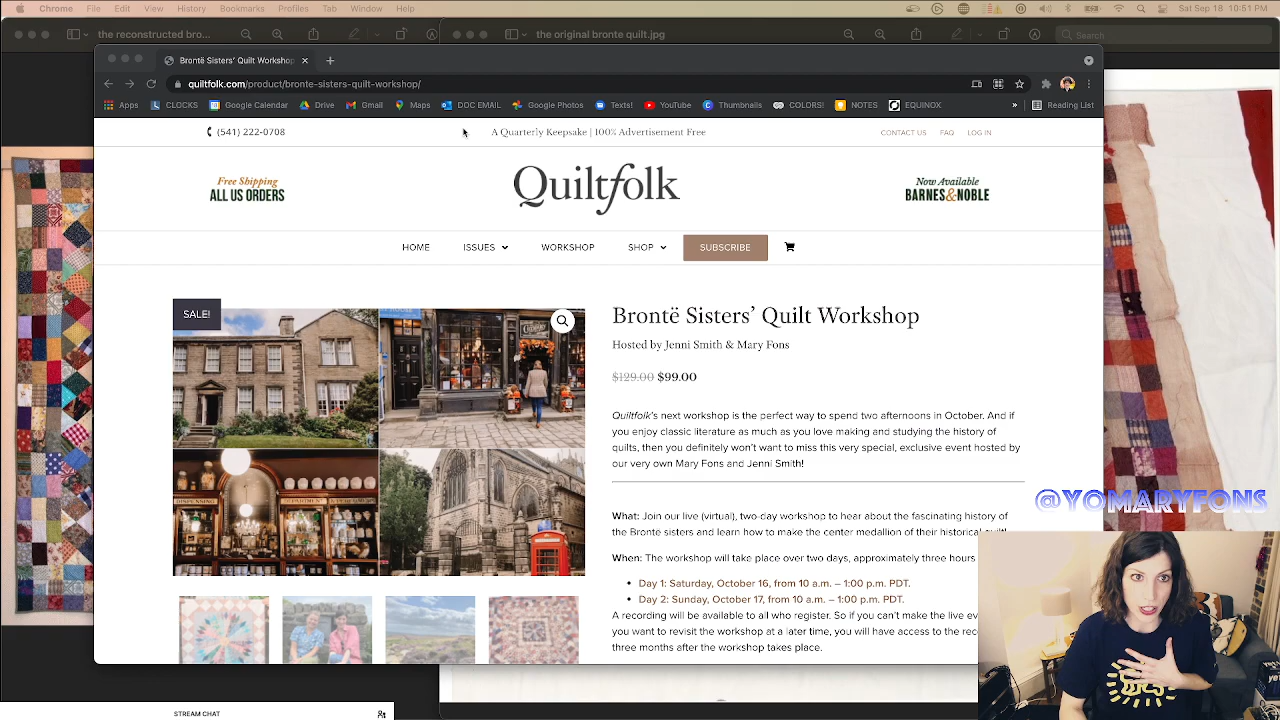 Chrome File Edit View History Bookmarks Profiles Tab Window Help Sat Sep 18 10:51 PM
the reconstructed bro... the original bronte quilt.jpg Search
Brontë Sisters' Quilt Workshop
quiltfolk.com/product/bronte-sisters-quilt-workshop/
Apps CLOCKS Google Calendar Drive Gmail Maps DCC EMAIL Google Photos Texts! YouTube Thumbnails COLORS! NOTES EQUINOX » Reading List
(541) 222-0708 A Quarterly Keepsake | 100% Advertisement Free CONTACT US FAQ LOG IN
Free Shipping
ALL US ORDERS
Quiltfolk
Now Available
BARNES & NOBLE
HOME ISSUES WORKSHOP SHOP SUBSCRIBE
SALE!
Brontë Sisters' Quilt Workshop
Hosted by Jenni Smith & Mary Fons
$129.00 $99.00
Quiltfolk's next workshop is the perfect way to spend two afternoons in October. And if
you enjoy classic literature as much as you love making and studying the history of
quilts, then you definitely won't want to miss this very special, exclusive event hosted by
our very own Mary Fons and Jenni Smith!
What: Join our live (virtual), two-day workshop to hear about the fascinating history of
the Brontë sisters and learn how to make the center medallion of their historical
When: The workshop will take place over two days, approximately three hours
• Day 1: Saturday, October 16, from 10 a.m. – 1:00 p.m. PDT.
• Day 2: Sunday, October 17, from 10 a.m. – 1:00 p.m. PDT.
A recording will be available to all who register. So if you can't make the live
you want to revisit the workshop at a later time, you will have access to the
three months after the workshop takes place.
@YOMARYFONS
STREAM CHAT